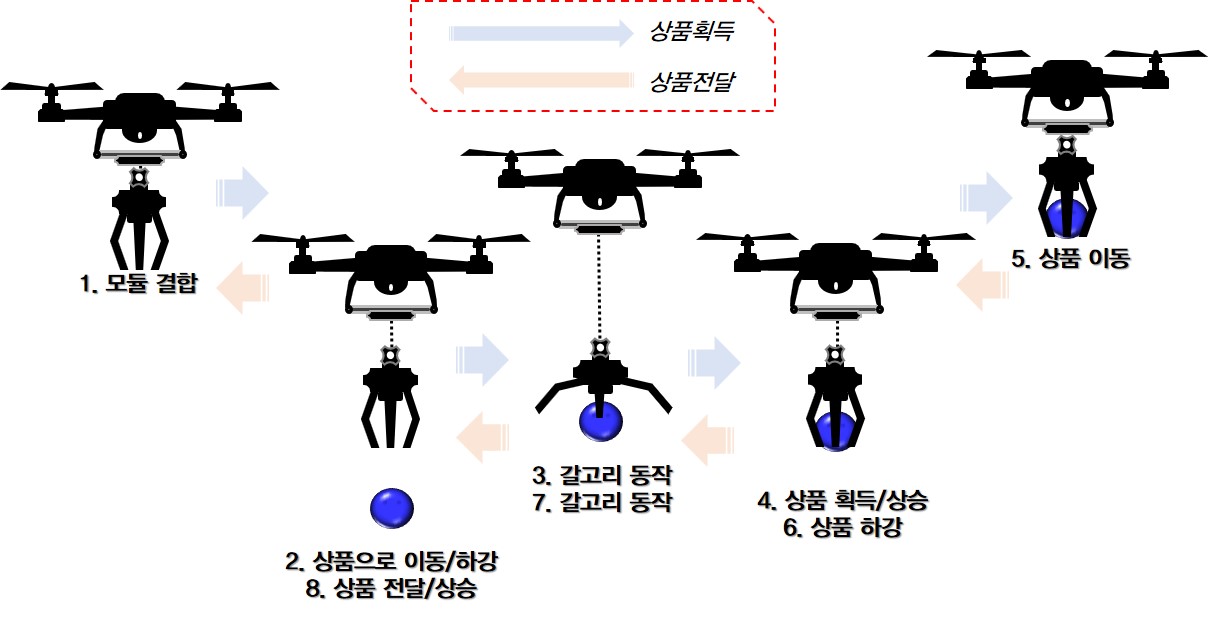 상품획득
상품전달
1. 모듈 결합
2. 상품으로 이동/하강
8. 상품 전달/상승
3. 갈고리 동작
7. 갈고리 동작
4. 상품 획득/상승
6. 상품 하강
5. 상품 이동